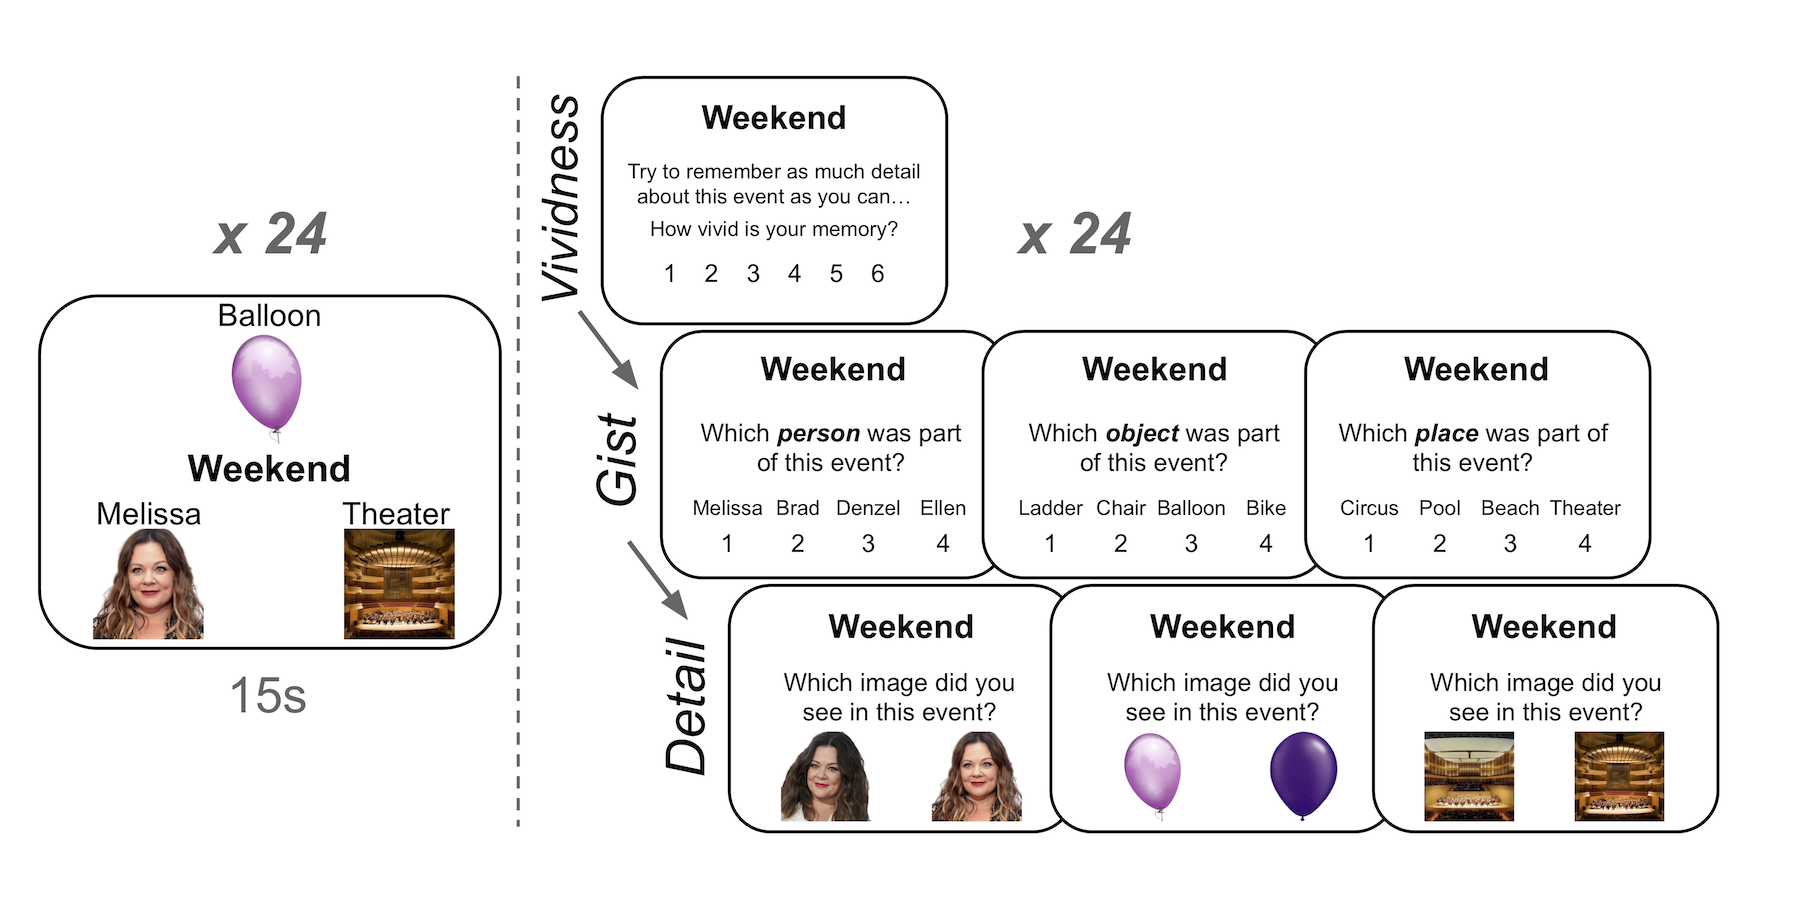 x 24
Balloon
Weekend
Melissa Theater
15s
Vividness
Weekend
Try to remember as much detail
about this event as you can…
How vivid is your memory?
1 2 3 4 5 6
x 24
Gist
Weekend
Which person was part
of this event?
Melissa Brad Denzel Ellen
1 2 3 4
Weekend
Which object was part
of this event?
Ladder Chair Balloon Bike
1 2 3 4
Weekend
Which place was part of
this event?
Circus Pool Beach Theater
1 2 3 4
Detail
Weekend
Which image did you
see in this event?
Weekend
Which image did you
see in this event?
Weekend
Which image did you
see in this event?